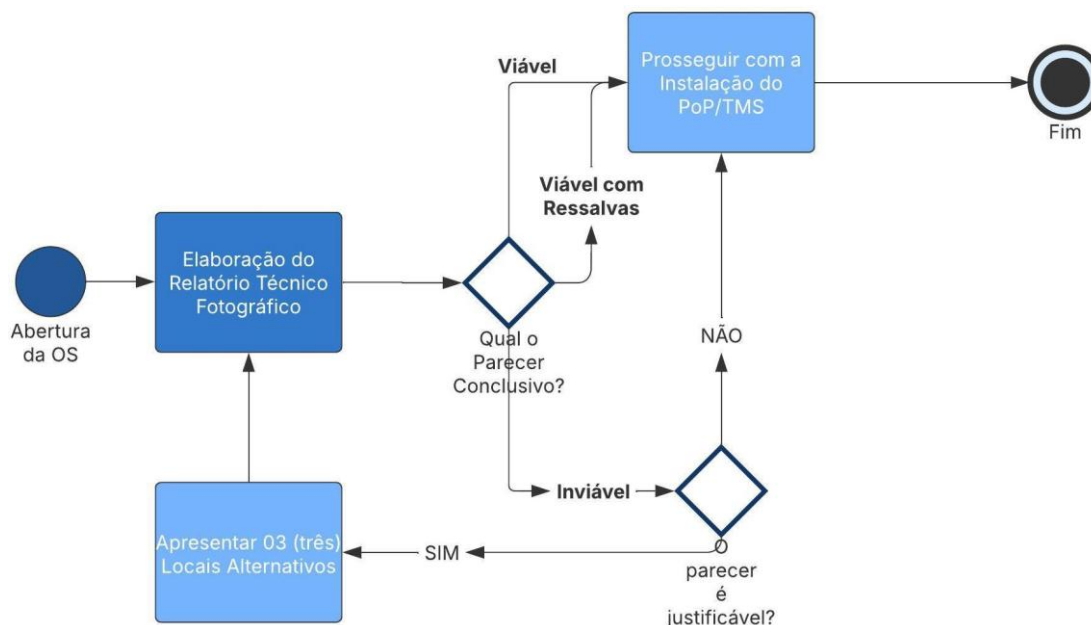 Viável
Prosseguir com a
Instalação do
PoP/TMS
Fim
Viável com
Ressalvas
Elaboração do
Relatório Técnico
Fotográfico
Abertura
da OS
Qual o
Parecer
Conclusivo?
NÃO
Inviável
Apresentar 03 (três)
Locais Alternativos
SIM
O
parecer
é
justificável?